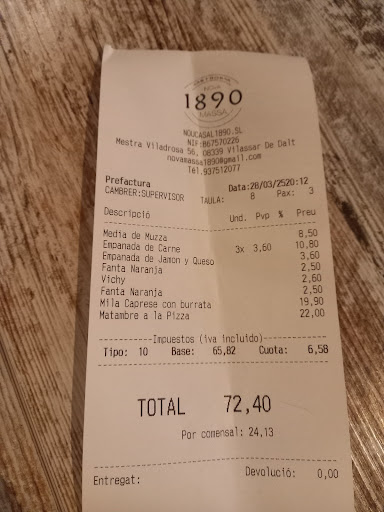 NOVA
1890
MASSA
NOUCASAL1890.SL
NIF:B67570225
Mestra Viladrosa 56, 08339 Vilassar De Dalt
novamassa1890@gmail.com
Tél.937512077
Prefactura Data:28/03/2520:12
CAMBRER:SUPERVISOR TAULA: 8 Pax: 3
Descripció Und. Pvp % Preu
Media de Muzza 8,50
Empanada de Carne 3x 3,60 10,80
Empanada de Jamon y Queso 3,60
Fanta Naranja 2,50
Vichy 2,60
Fanta Naranja 2,50
Mila Caprese con burrata 19,90
Matambre a la Pizza 22,00
Impuestos (iva incluido)
Tipo: 10 Base: 65,82 Cuota: 6,58
TOTAL 72,40
Por comensal: 24,13
Entregat: Devolució: 0,00